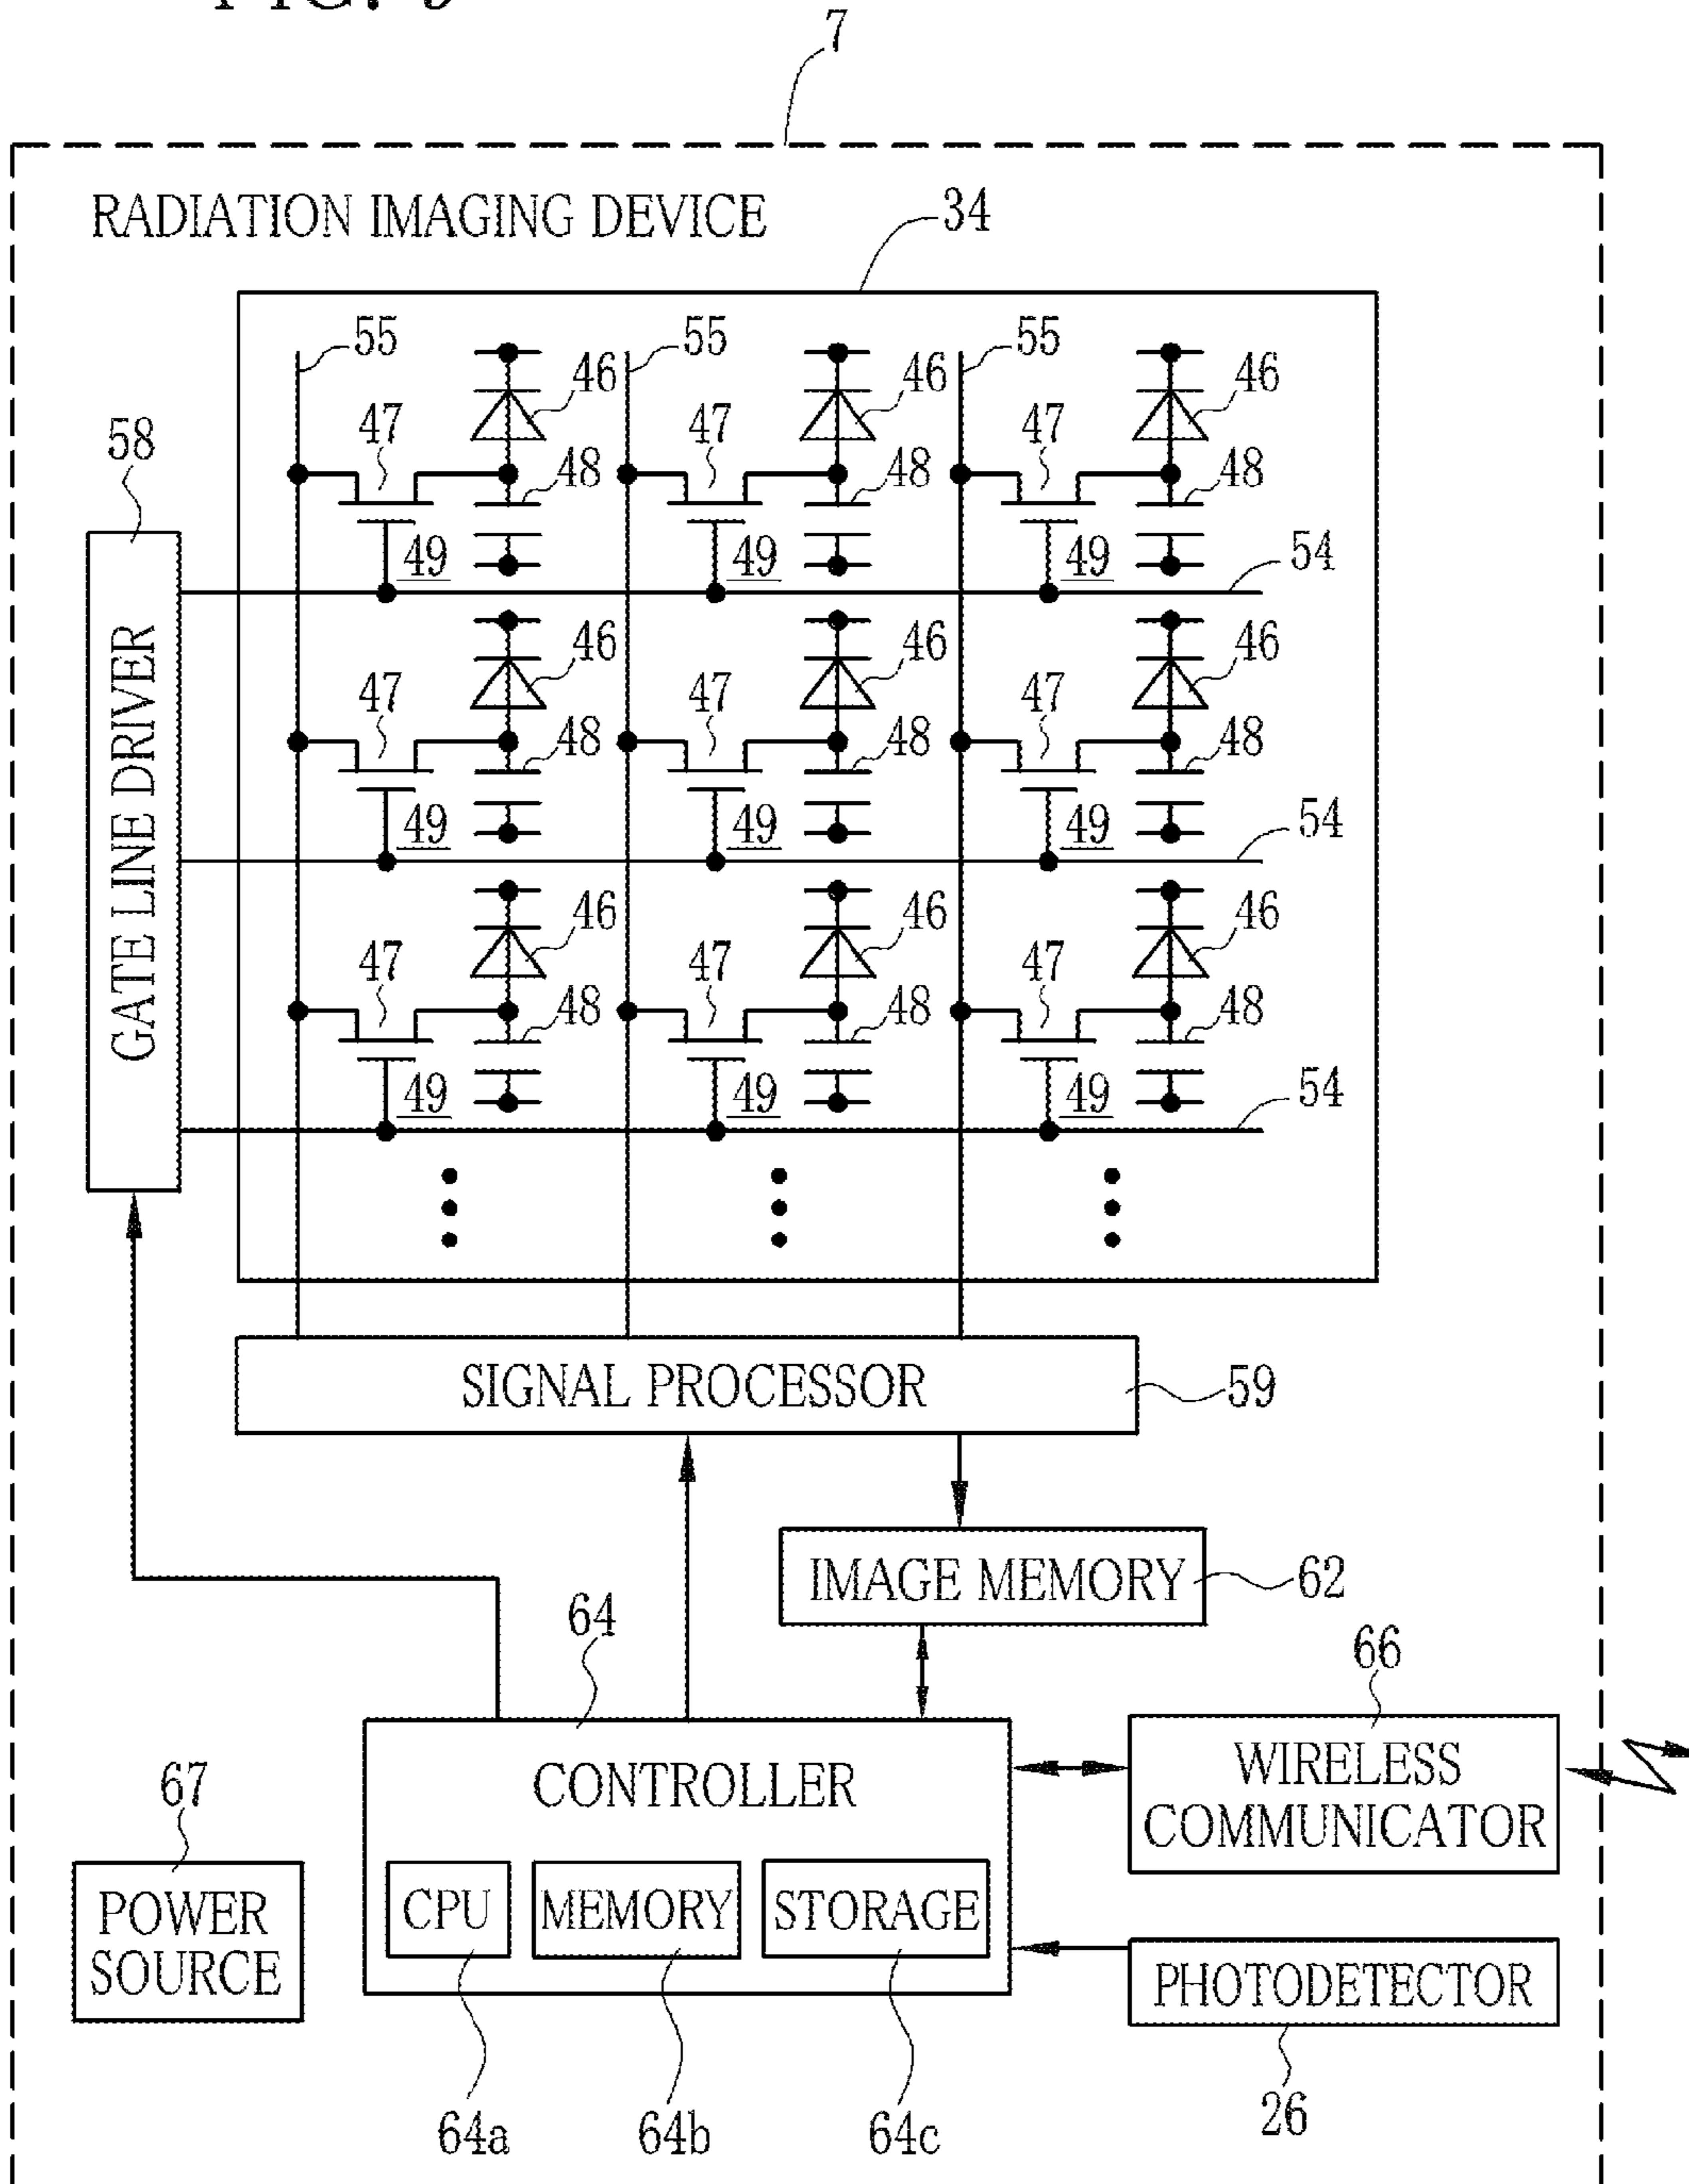 7
RADIATION IMAGING DEVICE
34
55 55 55
46 46 46
58
47 47 47
48 48 48
49 49 49
54
46 46 46
47 47 47
48 48 48
49 49 49
54
GATE LINE DRIVER
46 46 46
47 47 47
48 48 48
49 49 49
54
SIGNAL PROCESSOR
59
IMAGE MEMORY
62
64
66
CONTROLLER
WIRELESS
COMMUNICATOR
67
POWER
SOURCE
CPU MEMORY STORAGE
PHOTODETECTOR
64a 64b 64c
26